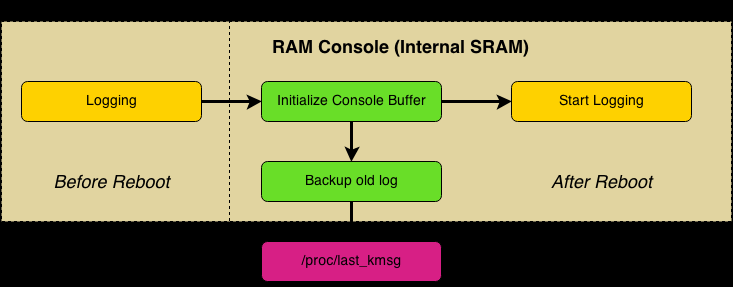 RAM Console (Internal SRAM)
Logging
Initialize Console Buffer
Start Logging
Before Reboot
Backup old log
After Reboot
/proc/last_kmsg